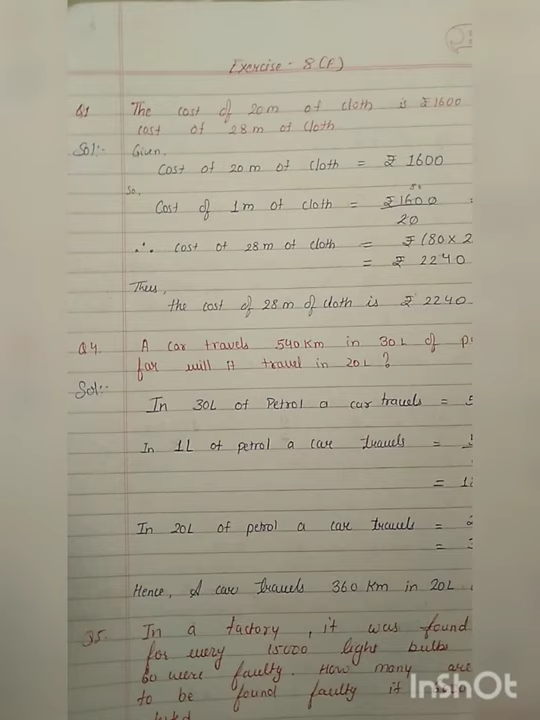 Exercise - 8 (F)
Q1 The cost of 20m of cloth is ₹1600
cost of 28 m of cloth
Sol:- Given,
Cost of 20 m of cloth = ₹ 1600
So,
Cost of 1m of cloth = ₹1600
20
∴ cost of 28m of cloth = ₹ (80 × 2
= ₹ 2240
Thus,
the cost of 28 m of cloth is ₹ 2240
Q4. A car travels 540 Km in 30 L of p
far will it travel in 20L ?
Sol:-
In 30L of Petrol a car travels = 5
In 1L of petrol a car travels =
= 18
In 20L of petrol a car travels =
= 3
Hence, A car travels 360 Km in 20L
In a factory, it was found
for every 15000 light bulbs
60 were faulty. How many are
to be found faulty if
InShOt